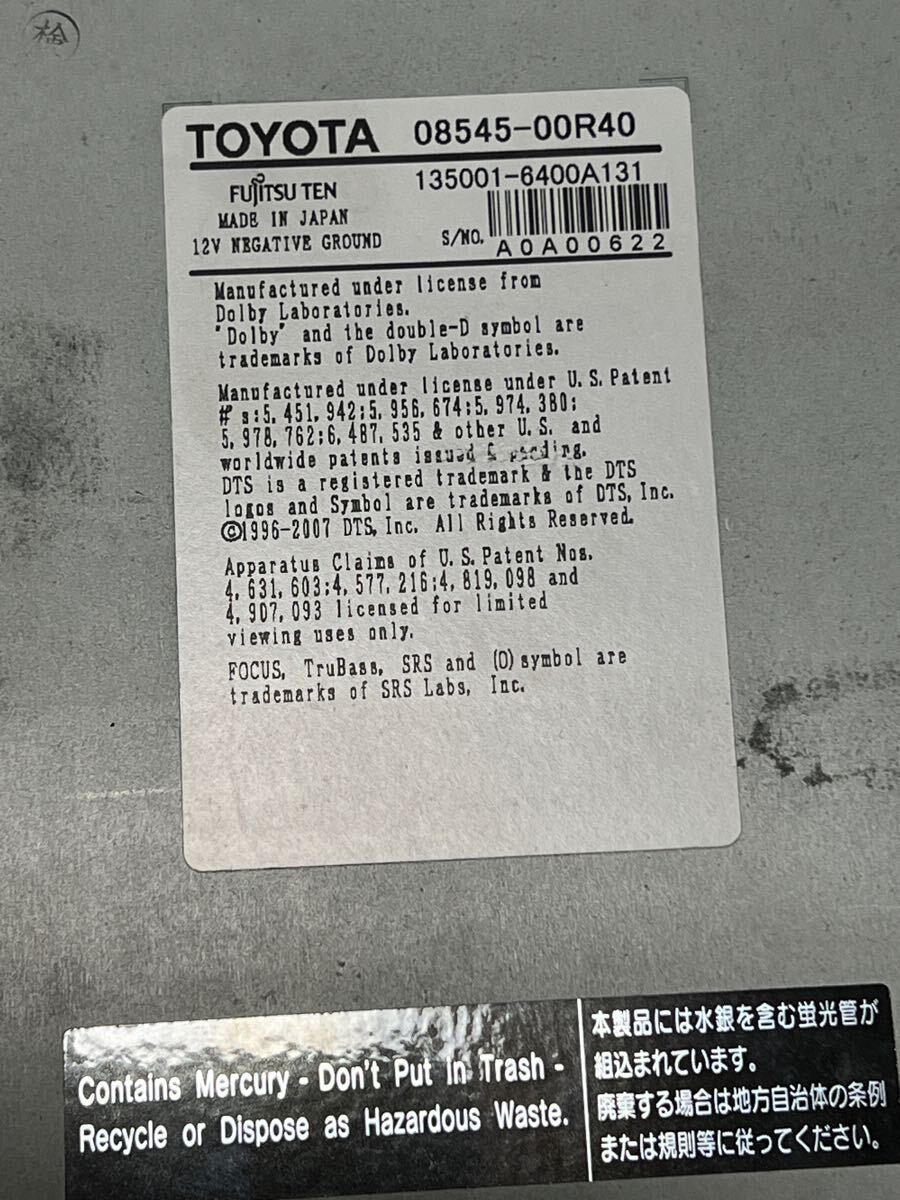 検
TOYOTA 08545-00R40
FUJITSU TEN 135001-6400A131
MADE IN JAPAN
12V NEGATIVE GROUND S/NO. A0A00622
Manufactured under license from
Dolby Laboratories.
"Dolby" and the double-D symbol are
trademarks of Dolby Laboratories.
Manufactured under license under U.S. Patent
#'s:5,451,942;5,956,674;5,974,380;
5,978,762;6,487,535 & other U.S. and
worldwide patents issued & pending.
DTS is a registered trademark & the DTS
logos and Symbol are trademarks of DTS, Inc.
©1996-2007 DTS, Inc. All Rights Reserved.
Apparatus Claims of U.S. Patent Nos.
4,631,603;4,577,216;4,819,098 and
4,907,093 licensed for limited
viewing uses only.
FOCUS, TruBass, SRS and (O) symbol are
trademarks of SRS Labs, Inc.
Contains Mercury - Don't Put In Trash -
Recycle or Dispose as Hazardous Waste.
本製品には水銀を含む蛍光管が
組込まれています。
廃棄する場合は地方自治体の条例
または規則等に従ってください。